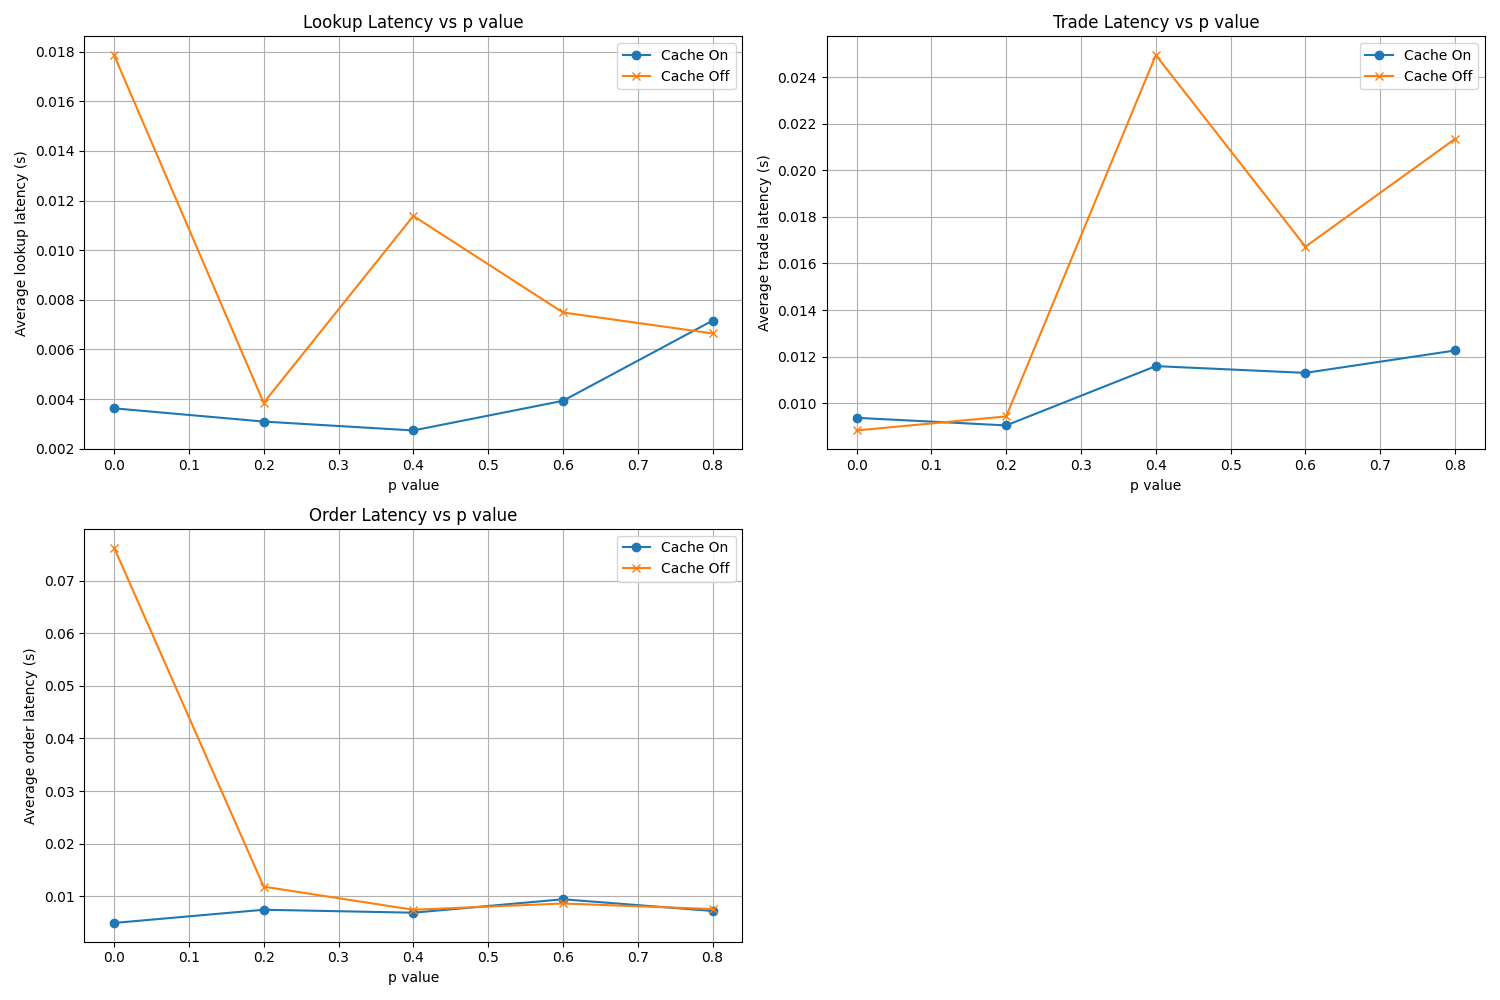 Lookup Latency vs p value
Cache On
Cache Off
0.018
0.016
0.014
0.012
0.010
0.008
0.006
0.004
0.002
Average lookup latency (s)
0.0 0.1 0.2 0.3 0.4 0.5 0.6 0.7 0.8
p value
Trade Latency vs p value
Cache On
Cache Off
0.024
0.022
0.020
0.018
0.016
0.014
0.012
0.010
Average trade latency (s)
0.0 0.1 0.2 0.3 0.4 0.5 0.6 0.7 0.8
p value
Order Latency vs p value
Cache On
Cache Off
0.07
0.06
0.05
0.04
0.03
0.02
0.01
Average order latency (s)
0.0 0.1 0.2 0.3 0.4 0.5 0.6 0.7 0.8
p value